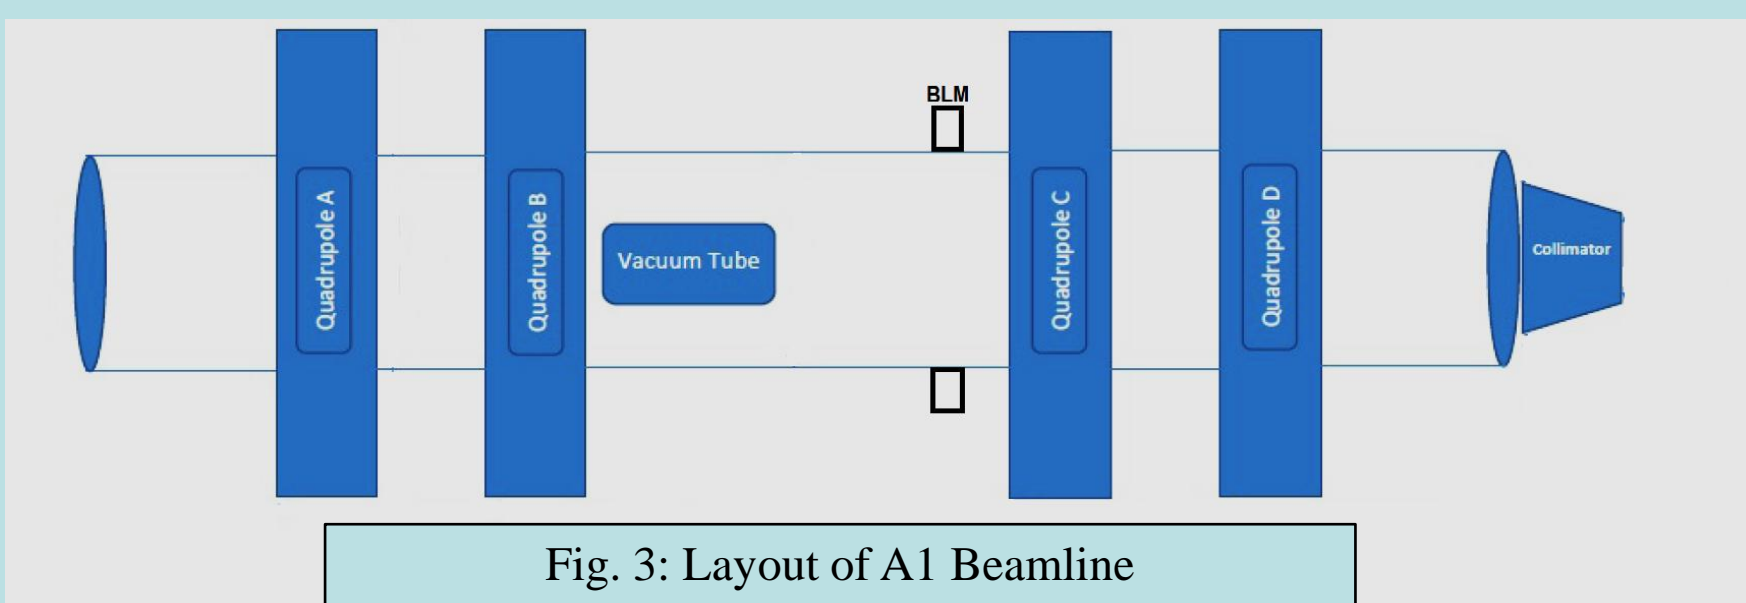 BLM
Quadrupole A
Quadrupole B
Vacuum Tube
Quadrupole C
Quadrupole D
Collimator
Fig. 3: Layout of A1 Beamline